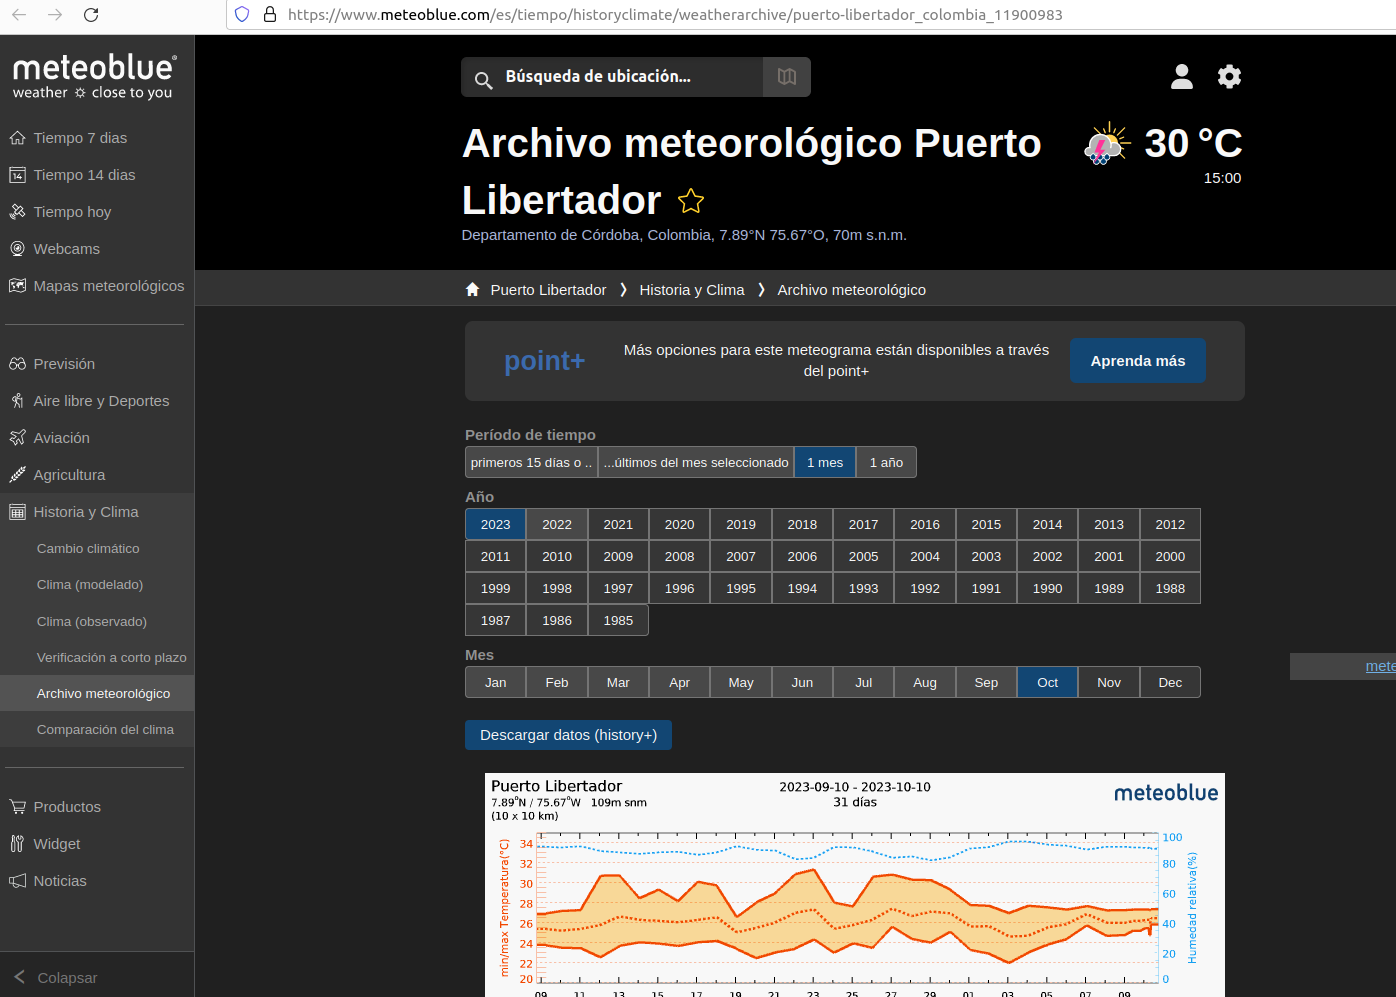 https://www.meteoblue.com/es/tiempo/historyclimate/weatherarchive/puerto-libertador_colombia_11900983
meteoblue®
weather close to you
Tiempo 7 dias
14
Tiempo 14 dias
Tiempo hoy
Webcams
Mapas meteorológicos
Previsión
Aire libre y Deportes
Aviación
Agricultura
Historia y Clima
Cambio climático
Clima (modelado)
Clima (observado)
Verificación a corto plazo
Archivo meteorológico
Comparación del clima
Productos
Widget
Noticias
Colapsar
Búsqueda de ubicación...
Archivo meteorológico Puerto
Libertador
30 °C
15:00
Departamento de Córdoba, Colombia, 7.89°N 75.67°O, 70m s.n.m.
Puerto Libertador ❯ Historia y Clima ❯ Archivo meteorológico
point+
Más opciones para este meteograma están disponibles a través
del point+
Aprenda más
Período de tiempo
primeros 15 días o .. ...últimos del mes seleccionado 1 mes 1 año
Año
2023 2022 2021 2020 2019 2018 2017 2016 2015 2014 2013 2012
2011 2010 2009 2008 2007 2006 2005 2004 2003 2002 2001 2000
1999 1998 1997 1996 1995 1994 1993 1992 1991 1990 1989 1988
1987 1986 1985
Mes
Jan Feb Mar Apr May Jun Jul Aug Sep Oct Nov Dec
mete
Descargar datos (history+)
Puerto Libertador
7.89°N / 75.67°W 109m snm
(10 x 10 km)
2023-09-10 - 2023-10-10
31 días
meteoblue
min/max Temperatura(°C)
34
32
30
28
26
24
22
20
100
80
60
40
20
0
Humedad relativa(%)
09 11 13 15 17 19 21 23 25 27 29 01 03 05 07 09